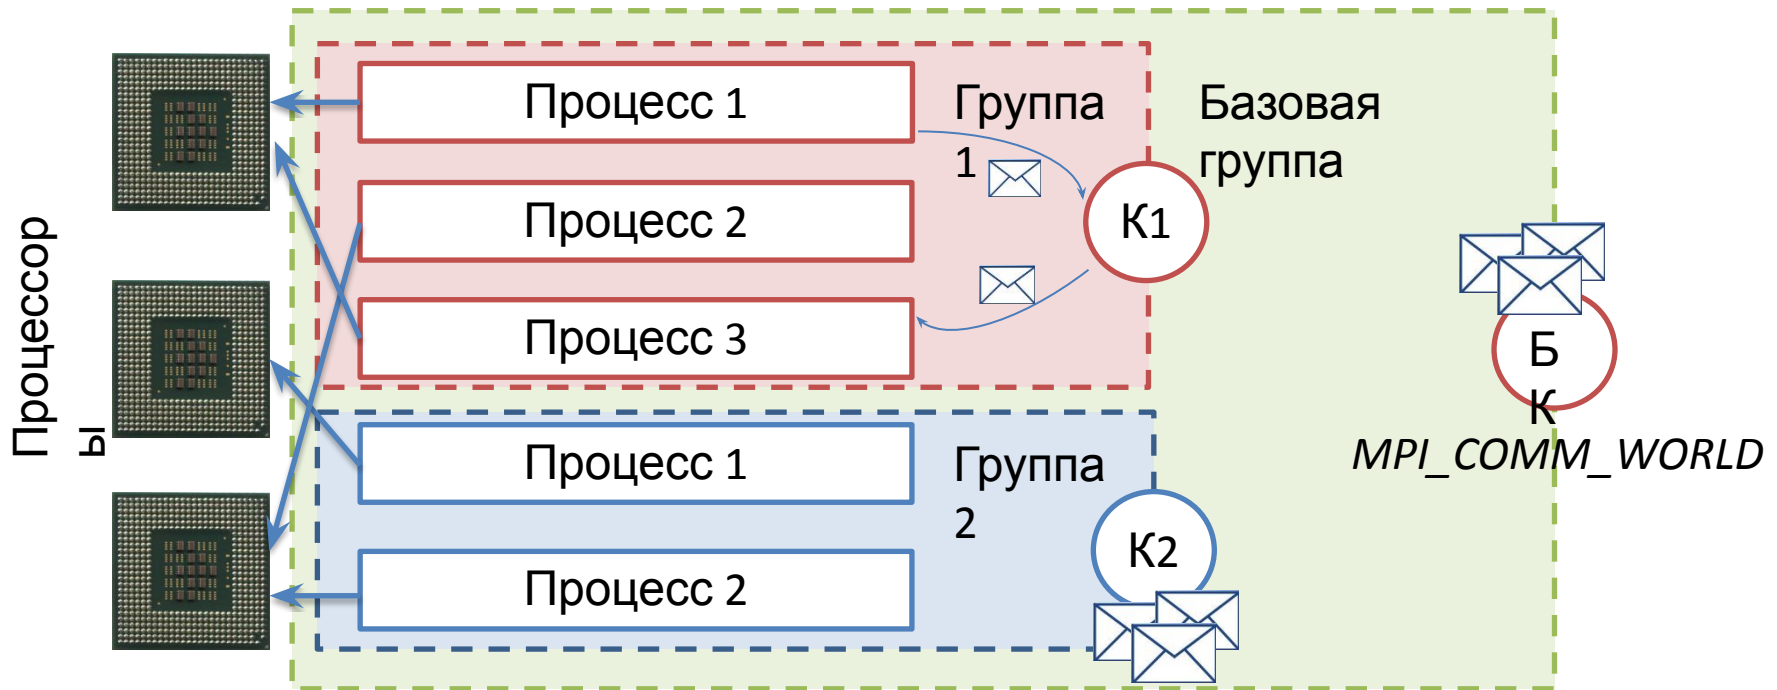 Процессор
ы
Процесс 1
Процесс 2
Процесс 3
Группа
1
К1
Базовая
группа
Процесс 1
Процесс 2
Группа
2
К2
Б
К
MPI_COMM_WORLD